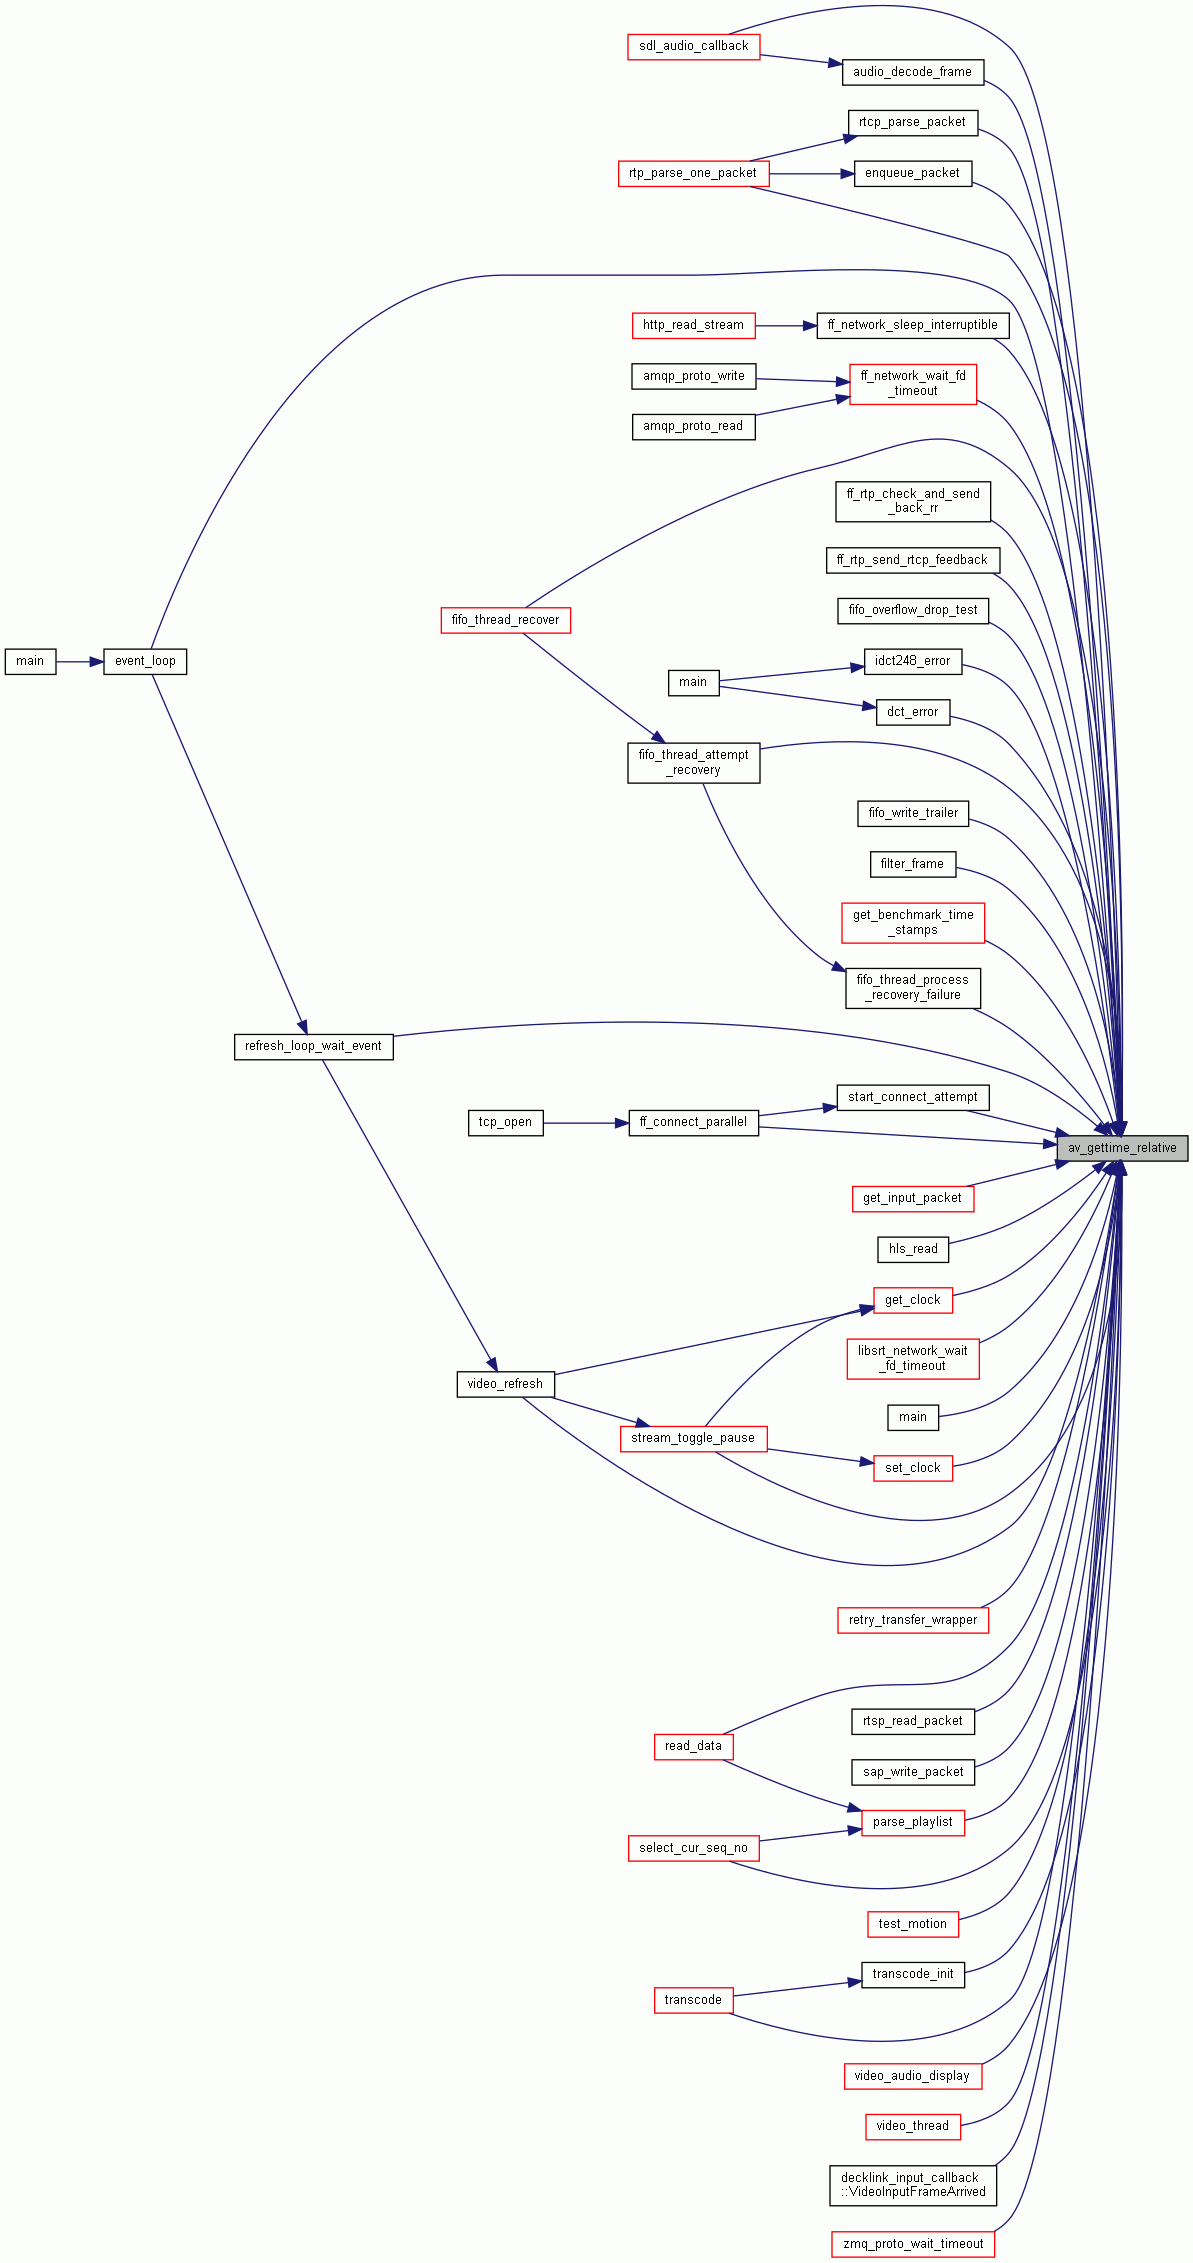 sdl_audio_callback
audio_decode_frame
rtcp_parse_packet
rtp_parse_one_packet
enqueue_packet
http_read_stream
ff_network_sleep_interruptible
amqp_proto_write
ff_network_wait_fd
_timeout
amqp_proto_read
ff_rtp_check_and_send
_back_rr
ff_rtp_send_rtcp_feedback
fifo_overflow_drop_test
fifo_thread_recover
main
event_loop
idct248_error
main
dct_error
fifo_thread_attempt
_recovery
fifo_write_trailer
filter_frame
get_benchmark_time
_stamps
fifo_thread_process
_recovery_failure
refresh_loop_wait_event
start_connect_attempt
tcp_open
ff_connect_parallel
av_gettime_relative
get_input_packet
hls_read
get_clock
libsrt_network_wait
_fd_timeout
video_refresh
main
stream_toggle_pause
set_clock
retry_transfer_wrapper
rtsp_read_packet
read_data
sap_write_packet
parse_playlist
select_cur_seq_no
test_motion
transcode_init
transcode
video_audio_display
video_thread
decklink_input_callback
::VideoInputFrameArrived
zmq_proto_wait_timeout